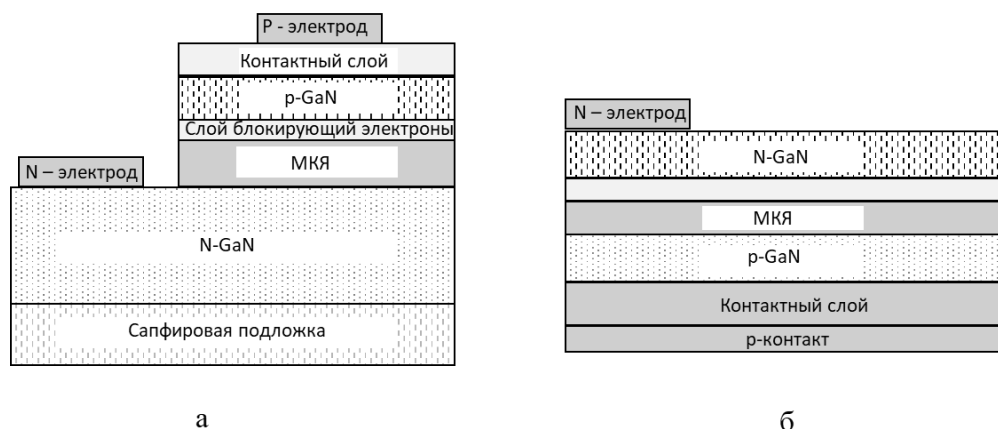 P - электрод
Контактный слой
p-GaN
Слой блокирующий электроны
МКЯ
N – электрод
N-GaN
Сапфировая подложка
а
N – электрод
N-GaN
МКЯ
p-GaN
Контактный слой
p-контакт
б